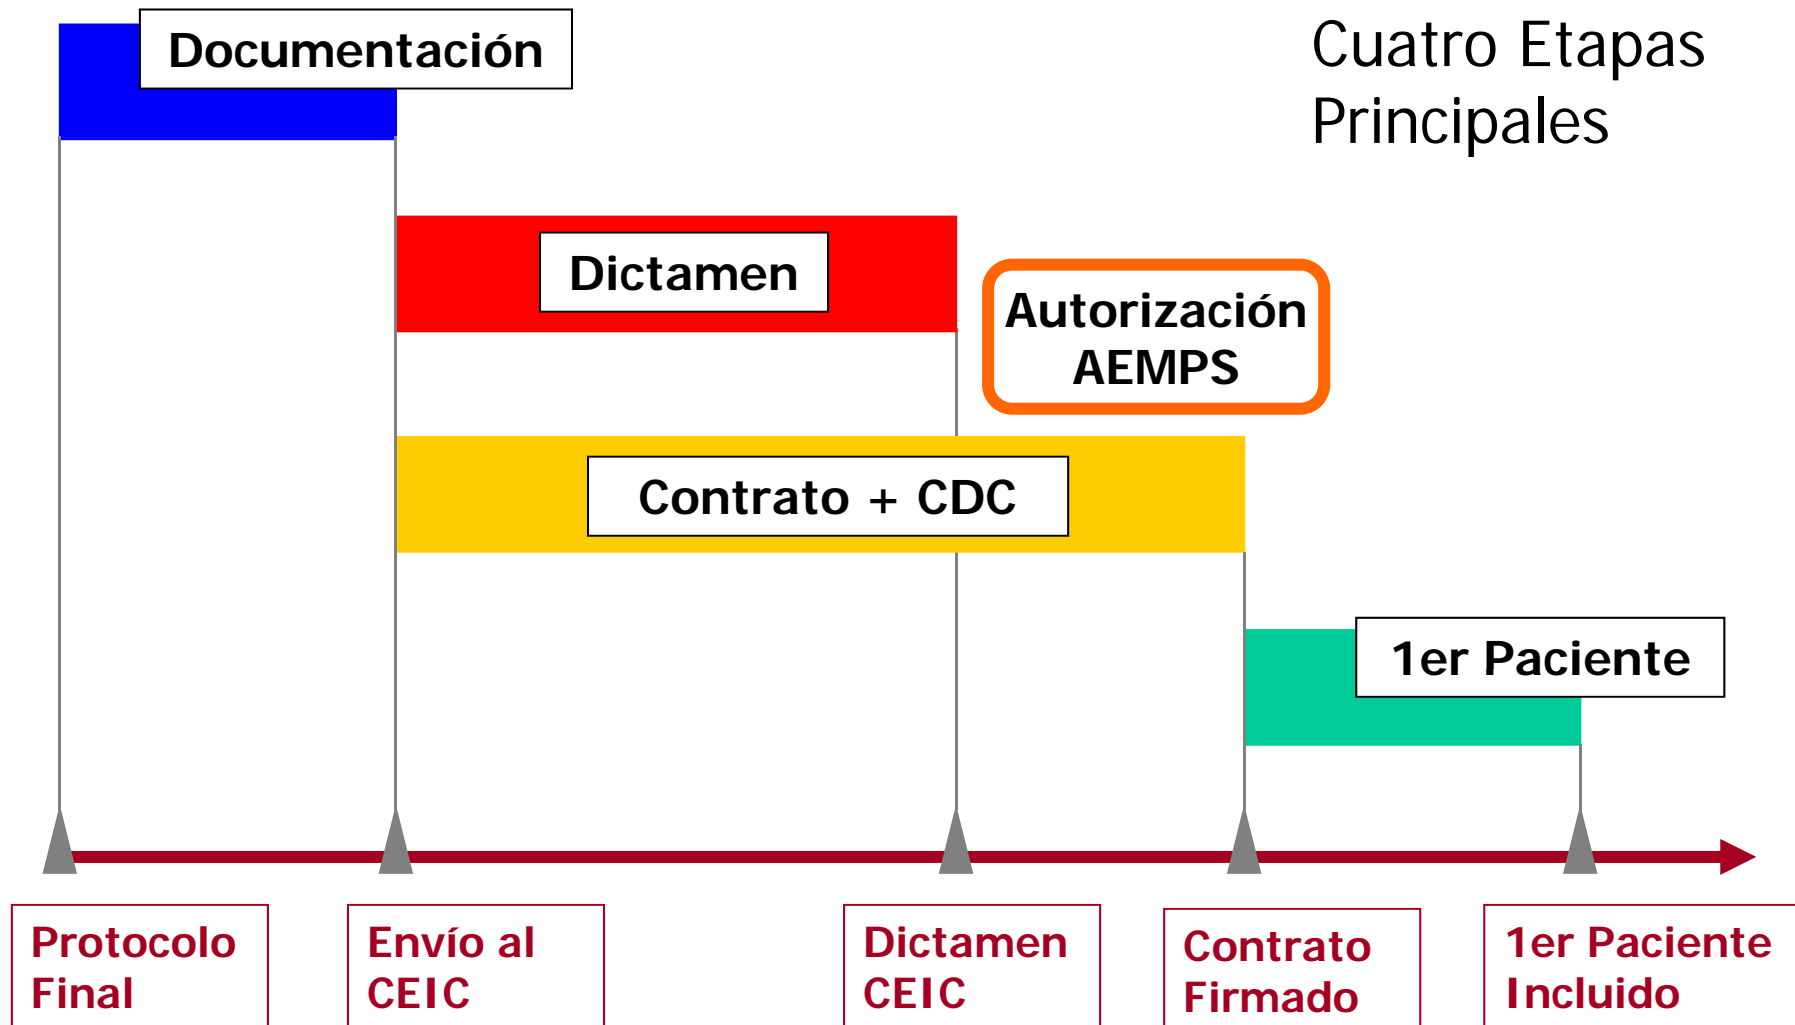 Cuatro Etapas
Principales
Documentación
Dictamen
Autorización
AEMPS
Contrato + CDC
1er Paciente
Protocolo
Final
Envío al
CEIC
Dictamen
CEIC
Contrato
Firmado
1er Paciente
Incluido